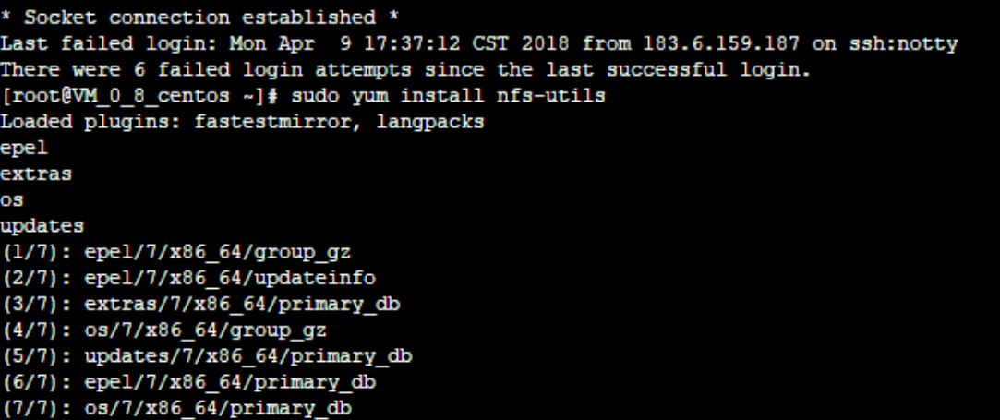 * Socket connection established *
Last failed login: Mon Apr  9 17:37:12 CST 2018 from 183.6.159.187 on ssh:notty
There were 6 failed login attempts since the last successful login.
[root@VM_0_8_centos ~]# sudo yum install nfs-utils
Loaded plugins: fastestmirror, langpacks
epel
extras
os
updates
(1/7): epel/7/x86_64/group_gz
(2/7): epel/7/x86_64/updateinfo
(3/7): extras/7/x86_64/primary_db
(4/7): os/7/x86_64/group_gz
(5/7): updates/7/x86_64/primary_db
(6/7): epel/7/x86_64/primary_db
(7/7): os/7/x86_64/primary_db